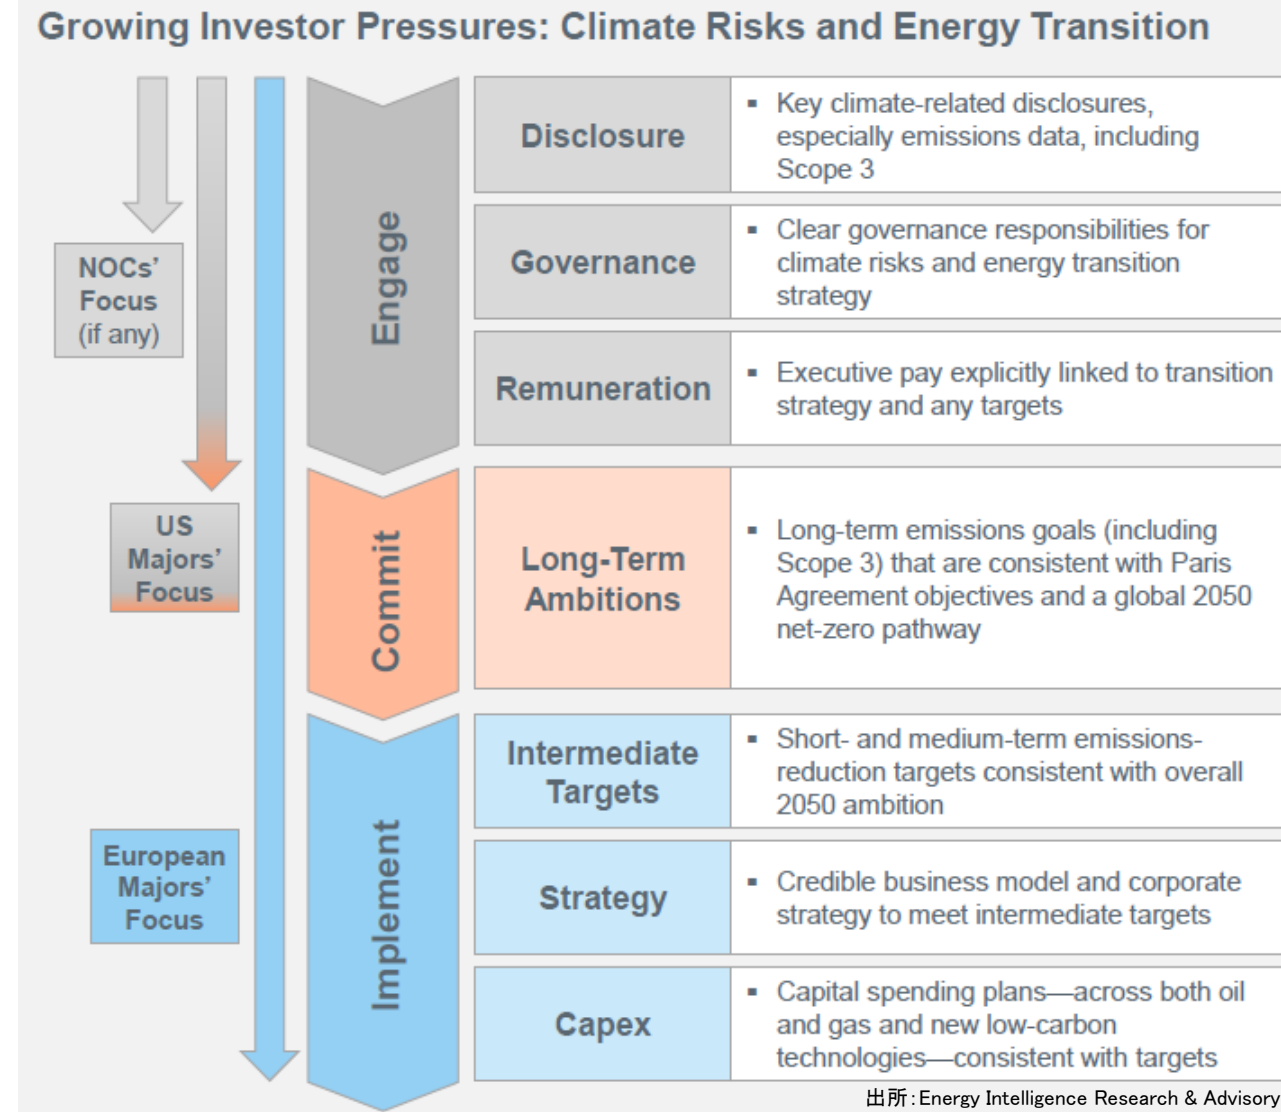 Growing Investor Pressures: Climate Risks and Energy Transition
NOCs’
Focus
(if any)
US
Majors’
Focus
European
Majors’
Focus
Engage
Disclosure
▪ Key climate-related disclosures,
especially emissions data, including
Scope 3
Governance
▪ Clear governance responsibilities for
climate risks and energy transition
strategy
Remuneration
▪ Executive pay explicitly linked to transition
strategy and any targets
Commit
Long-Term
Ambitions
▪ Long-term emissions goals (including
Scope 3) that are consistent with Paris
Agreement objectives and a global 2050
net-zero pathway
Implement
Intermediate
Targets
▪ Short- and medium-term emissions-
reduction targets consistent with overall
2050 ambition
Strategy
▪ Credible business model and corporate
strategy to meet intermediate targets
Capex
▪ Capital spending plans—across both oil
and gas and new low-carbon
technologies—consistent with targets
出所：Energy Intelligence Research & Advisory